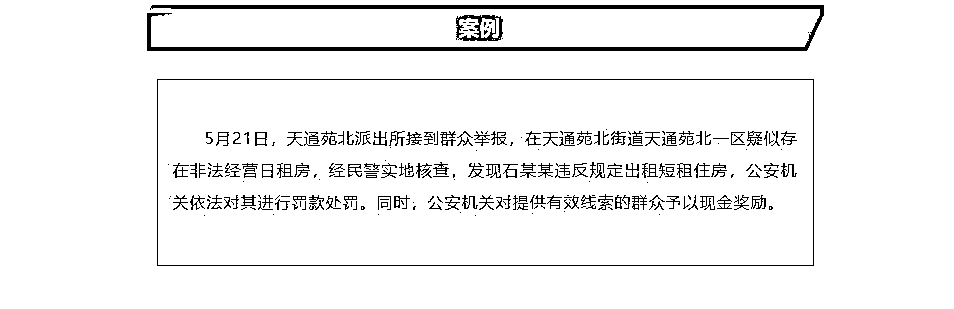 案例
5月21日，天通苑北派出所接到群众举报，在天通苑北街道天通苑北一区疑似存
在非法经营日租房，经民警实地核查，发现石某某违反规定出租短租住房，公安机
关依法对其进行罚款处罚。同时，公安机关对提供有效线索的群众予以现金奖励。